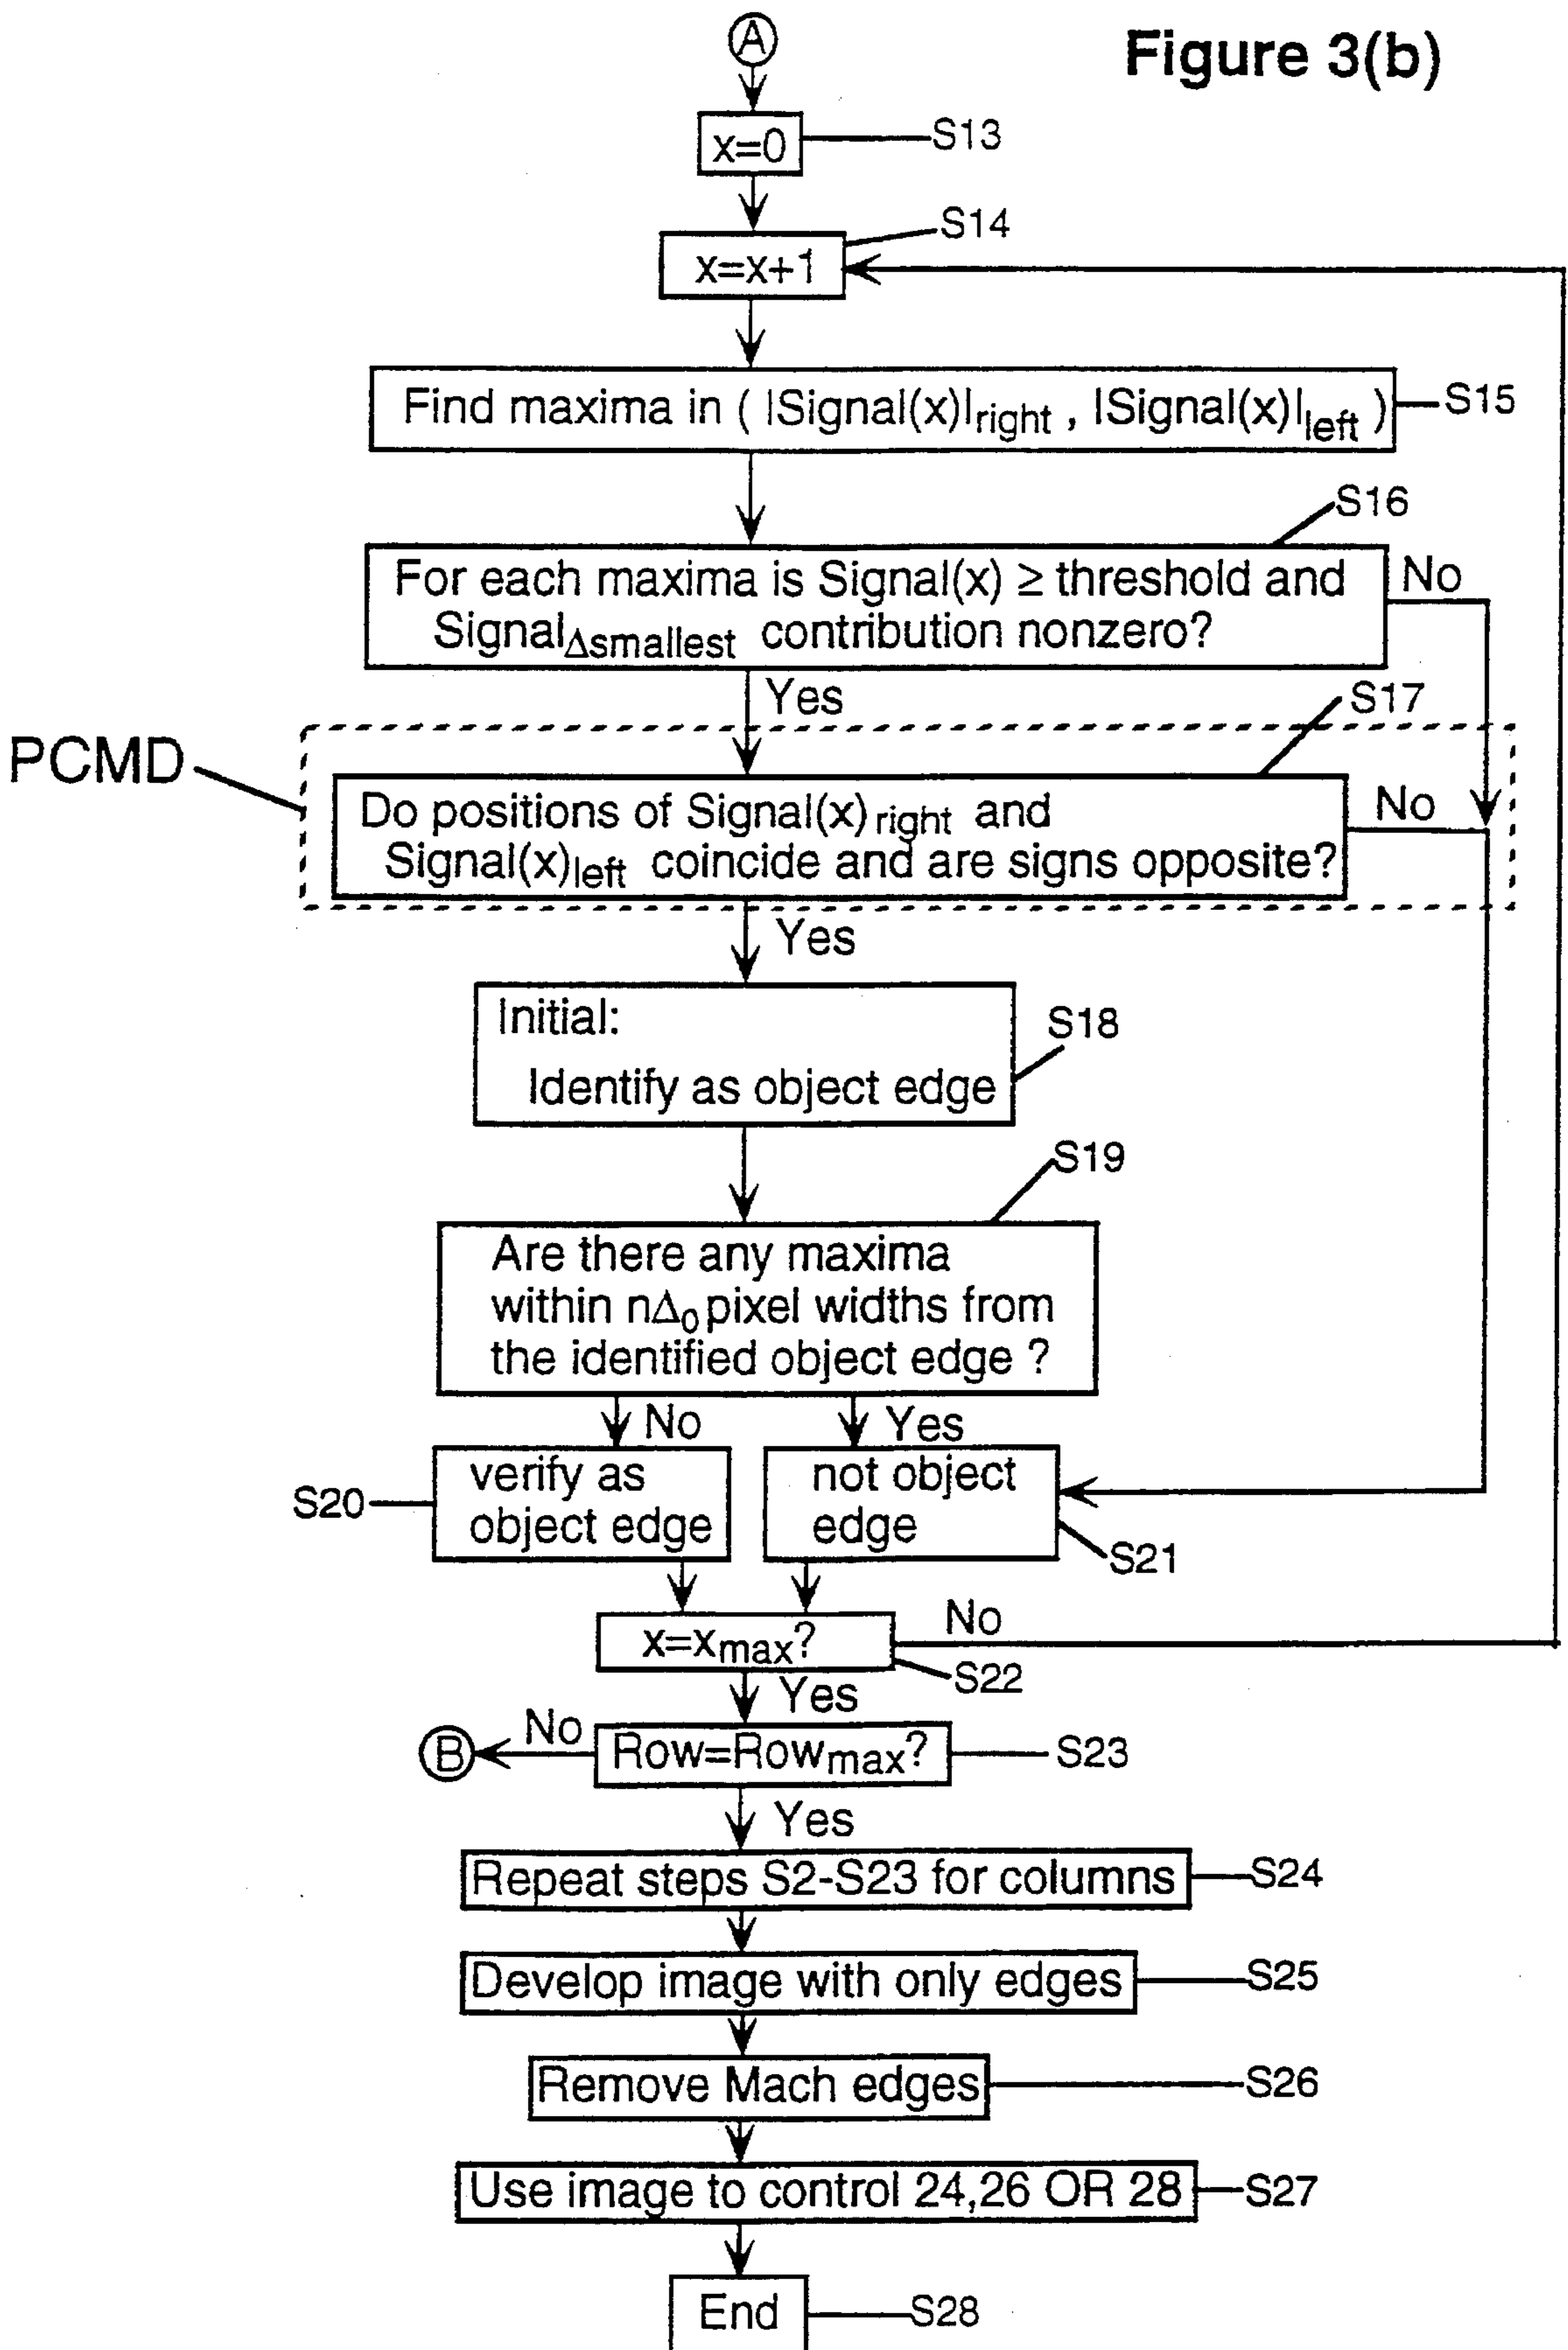 Figure 3(b)
A
x=0
S13
S14
x=x+1
Find maxima in ( |Signal(x)|right , |Signal(x)|left )
S15
S16
For each maxima is Signal(x) ≥ threshold and
SignalΔsmallest contribution nonzero?
No
Yes
S17
PCMD
Do positions of Signal(x)right and
Signal(x)left coincide and are signs opposite?
No
Yes
Initial:
Identify as object edge
S18
S19
Are there any maxima
within nΔ0 pixel widths from
the identified object edge ?
No
Yes
verify as
object edge
S20
not object
edge
S21
x=xmax?
No
S22
Yes
B
No
Row=Rowmax?
S23
Yes
Repeat steps S2-S23 for columns
S24
Develop image with only edges
S25
Remove Mach edges
S26
Use image to control 24,26 OR 28
S27
End
S28